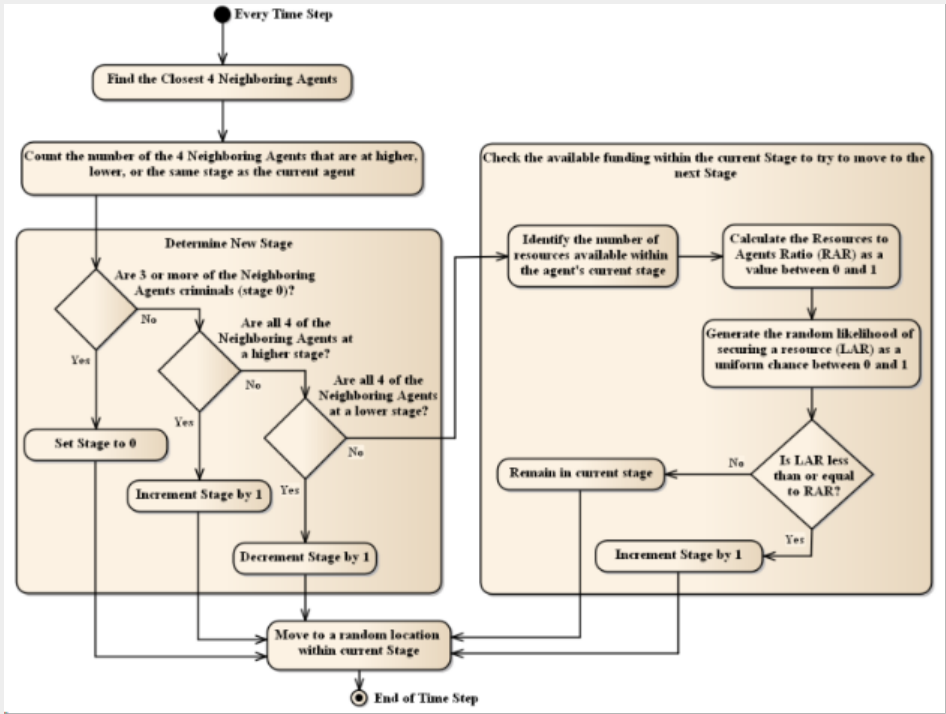 Every Time Step
Find the Closest 4 Neighboring Agents
Count the number of the 4 Neighboring Agents that are at higher,
lower, or the same stage as the current agent
Determine New Stage
Are 3 or more of the Neighboring
Agents criminals (stage 0)?
No
Yes
Are all 4 of the
Neighboring Agents at
a higher stage?
No
Yes
Are all 4 of the
Neighboring Agents
at a lower stage?
No
Yes
Set Stage to 0
Increment Stage by 1
Decrement Stage by 1
Check the available funding within the current Stage to try to move to the
next Stage
Identify the number of
resources available within
the agent's current stage
Calculate the Resources to
Agents Ratio (RAR) as a
value between 0 and 1
Generate the random likelihood of
securing a resource (LAR) as a
uniform chance between 0 and 1
Is LAR less
than or equal
to RAR?
No
Yes
Remain in current stage
Increment Stage by 1
Move to a random location
within current Stage
End of Time Step